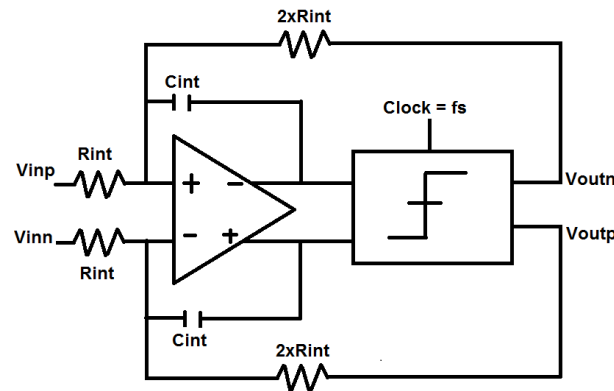 2xRint
Cint
Clock = fs
Vinp
Rint
+
−
Voutn
Vinn
Rint
−
+
Voutp
Cint
2xRint